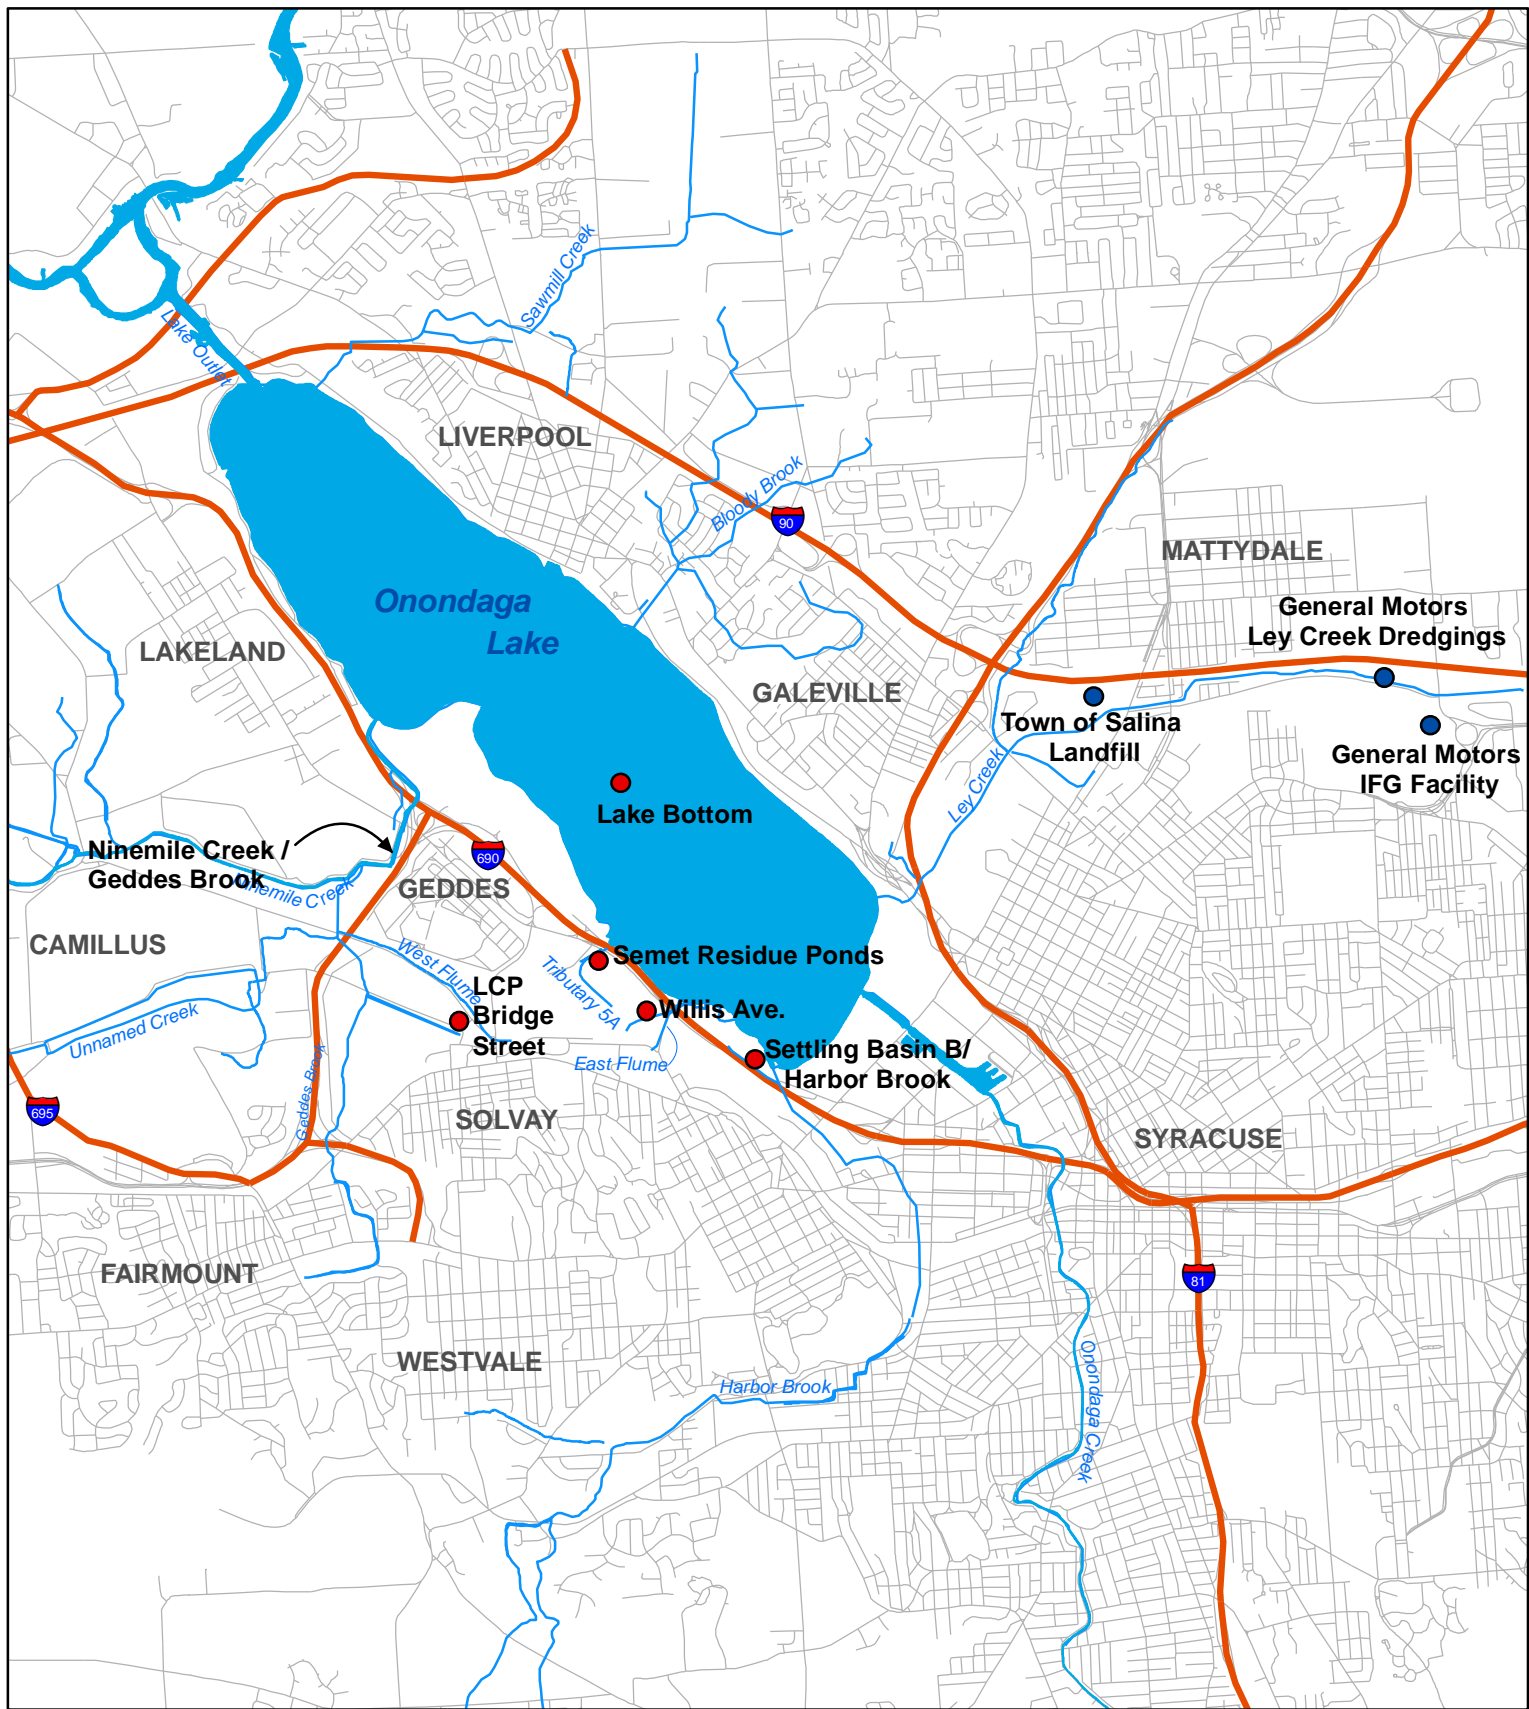 Sawmill Creek
Lake Outlet
LIVERPOOL
Bloody Brook
90
MATTYDALE
Onondaga
Lake
General Motors
Ley Creek Dredgings
LAKELAND
GALEVILLE
Town of Salina
Landfill
General Motors
IFG Facility
Ley Creek
Lake Bottom
Ninemile Creek /
Geddes Brook
690
Ninemile Creek
GEDDES
CAMILLUS
West Flume
Semet Residue Ponds
Tributary 5A
LCP
Bridge
Street
Willis Ave.
Unnamed Creek
East Flume
Settling Basin B/
Harbor Brook
Geddes Brook
695
SOLVAY
SYRACUSE
FAIRMOUNT
81
WESTVALE
Harbor Brook
Onondaga Creek